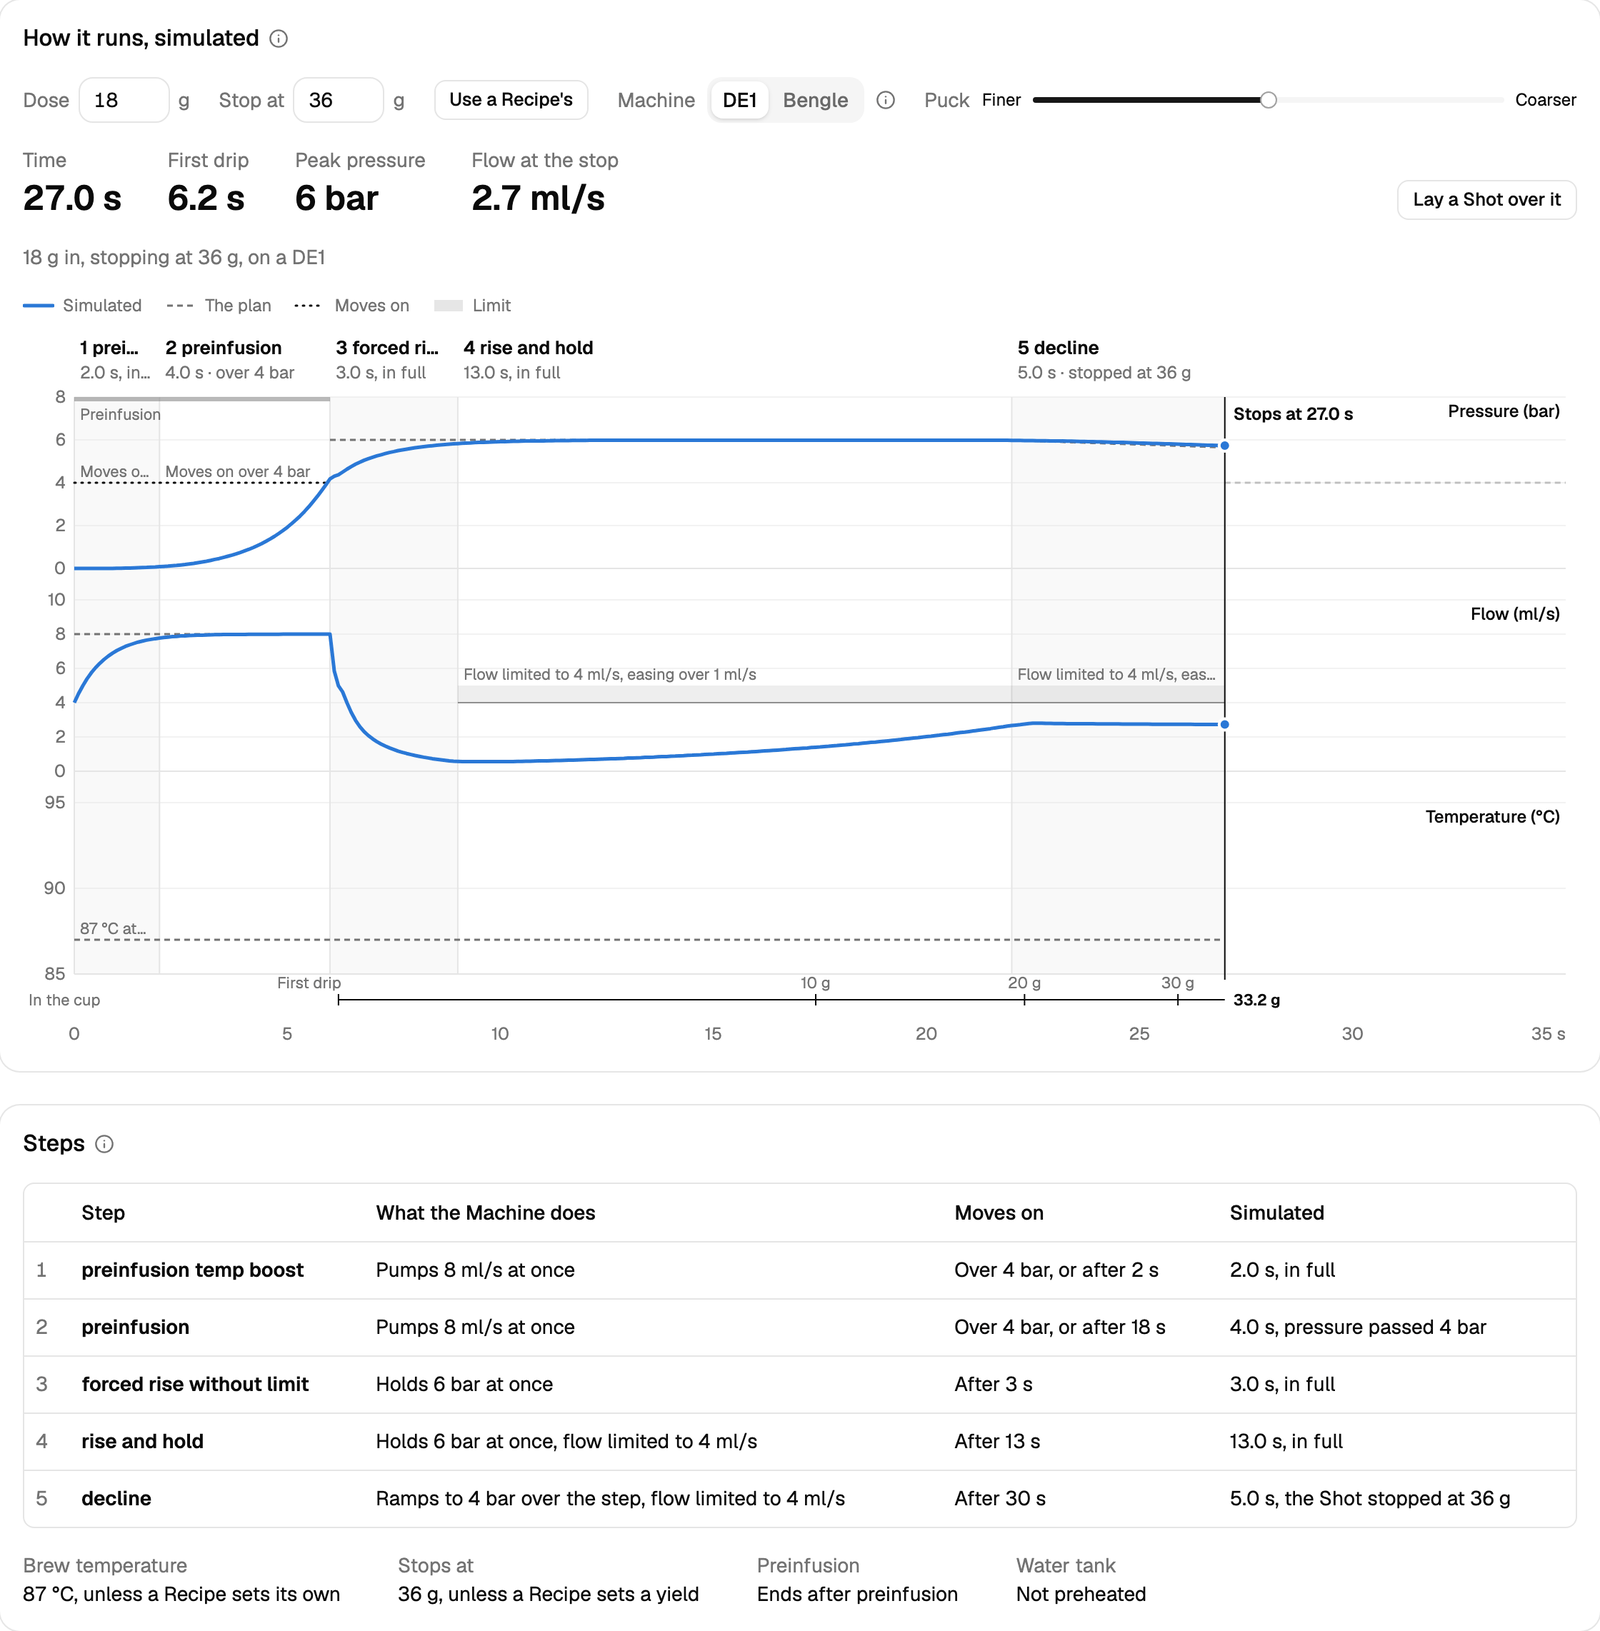 How it runs, simulated
Dose 18 g Stop at 36 g Use a Recipe's Machine DE1 Bengle Puck Finer Coarser
Time First drip Peak pressure Flow at the stop
27.0 s 6.2 s 6 bar 2.7 ml/s
Lay a Shot over it
18 g in, stopping at 36 g, on a DE1
Simulated The plan Moves on Limit
1 prei... 2 preinfusion 3 forced ri... 4 rise and hold 5 decline
2.0 s, in... 4.0 s · over 4 bar 3.0 s, in full 13.0 s, in full 5.0 s · stopped at 36 g
8
Preinfusion Stops at 27.0 s Pressure (bar)
6
Moves o... Moves on over 4 bar
4
2
0
10
Flow (ml/s)
8
6
Flow limited to 4 ml/s, easing over 1 ml/s Flow limited to 4 ml/s, eas...
4
2
0
95
Temperature (°C)
90
87 °C at...
85
First drip 10 g 20 g 30 g
In the cup 33.2 g
0 5 10 15 20 25 30 35 s
Steps
Step What the Machine does Moves on Simulated
1 preinfusion temp boost Pumps 8 ml/s at once Over 4 bar, or after 2 s 2.0 s, in full
2 preinfusion Pumps 8 ml/s at once Over 4 bar, or after 18 s 4.0 s, pressure passed 4 bar
3 forced rise without limit Holds 6 bar at once After 3 s 3.0 s, in full
4 rise and hold Holds 6 bar at once, flow limited to 4 ml/s After 13 s 13.0 s, in full
5 decline Ramps to 4 bar over the step, flow limited to 4 ml/s After 30 s 5.0 s, the Shot stopped at 36 g
Brew temperature Stops at Preinfusion Water tank
87 °C, unless a Recipe sets its own 36 g, unless a Recipe sets a yield Ends after preinfusion Not preheated